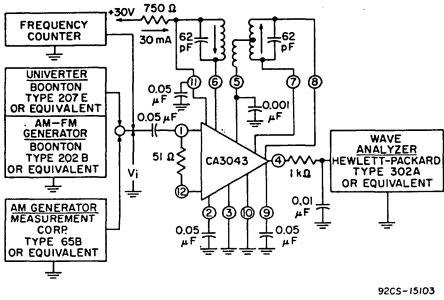 FREQUENCY
COUNTER
+30V
750 Ω
30 mA
62
pF
62
pF
11
6
5
7
8
0.05
μF
0.001
μF
UNIVERTER
BOONTON
TYPE 207 E
OR EQUIVALENT
AM-FM
GENERATOR
BOONTON
TYPE 202 B
OR EQUIVALENT
0.05
μF
1
51
Ω
12
Vi
CA3043
4
1 kΩ
WAVE
ANALYZER
HEWLETT-PACKARD
TYPE 302A
OR EQUIVALENT
0.01
μF
AM GENERATOR
MEASUREMENT
CORP.
TYPE 65B
OR EQUIVALENT
2
3
10
9
0.05
μF
0.05
μF
92CS-15103